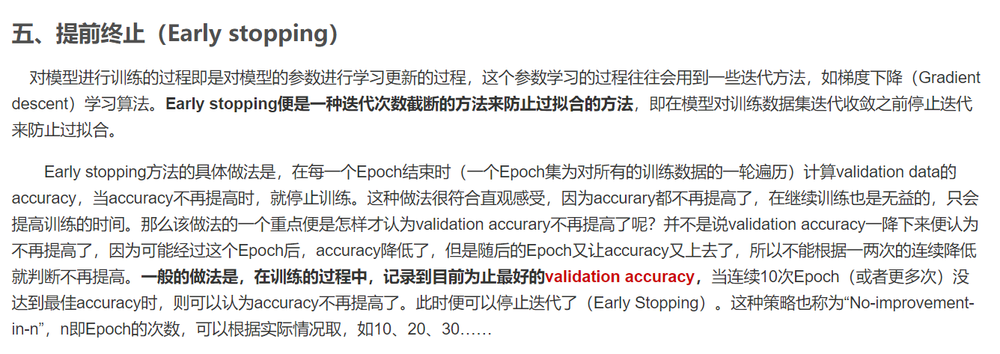 五、提前终止（Early stopping）
对模型进行训练的过程即是对模型的参数进行学习更新的过程，这个参数学习的过程往往会用到一些迭代方法，如梯度下降（Gradient
descent）学习算法。Early stopping便是一种迭代次数截断的方法来防止过拟合的方法，即在模型对训练数据集迭代收敛之前停止迭代
来防止过拟合。
Early stopping方法的具体做法是，在每一个Epoch结束时（一个Epoch集为对所有的训练数据的一轮遍历）计算validation data的
accuracy，当accuracy不再提高时，就停止训练。这种做法很符合直观感受，因为accurary都不再提高了，在继续训练也是无益的，只会
提高训练的时间。那么该做法的一个重点便是怎样才认为validation accurary不再提高了呢？并不是说validation accuracy一降下来便认为
不再提高了，因为可能经过这个Epoch后，accuracy降低了，但是随后的Epoch又让accuracy又上去了，所以不能根据一两次的连续降低
就判断不再提高。一般的做法是，在训练的过程中，记录到目前为止最好的validation accuracy，当连续10次Epoch（或者更多次）没
达到最佳accuracy时，则可以认为accuracy不再提高了。此时便可以停止迭代了（Early Stopping）。这种策略也称为“No-improvement-
in-n”，n即Epoch的次数，可以根据实际情况取，如10、20、30……